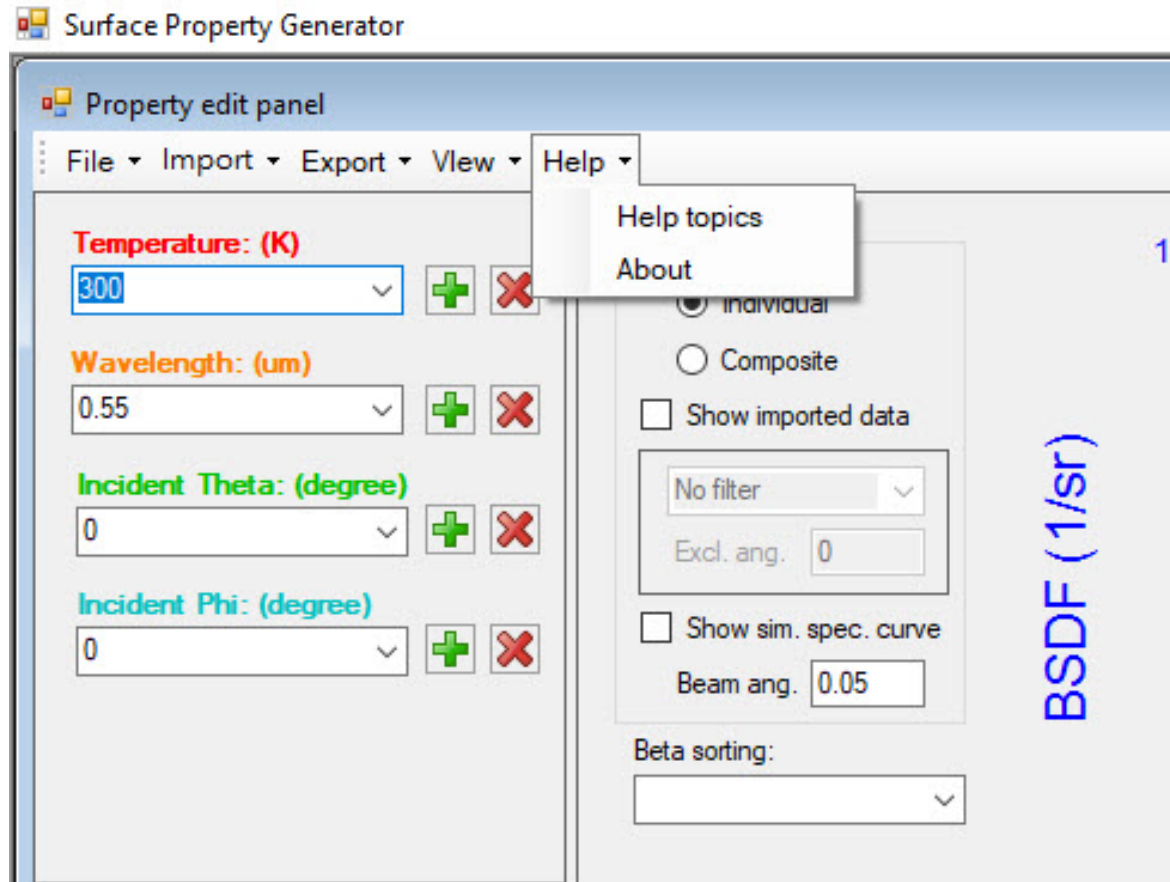 Surface Property Generator
Property edit panel
File Import Export VIew Help
Help topics
About
Temperature: (K)
300
Wavelength: (um)
0.55
Incident Theta: (degree)
0
Incident Phi: (degree)
0
Individual
Composite
Show imported data
No filter
Excl. ang. 0
Show sim. spec. curve
Beam ang. 0.05
Beta sorting:
BSDF (1/sr)
1